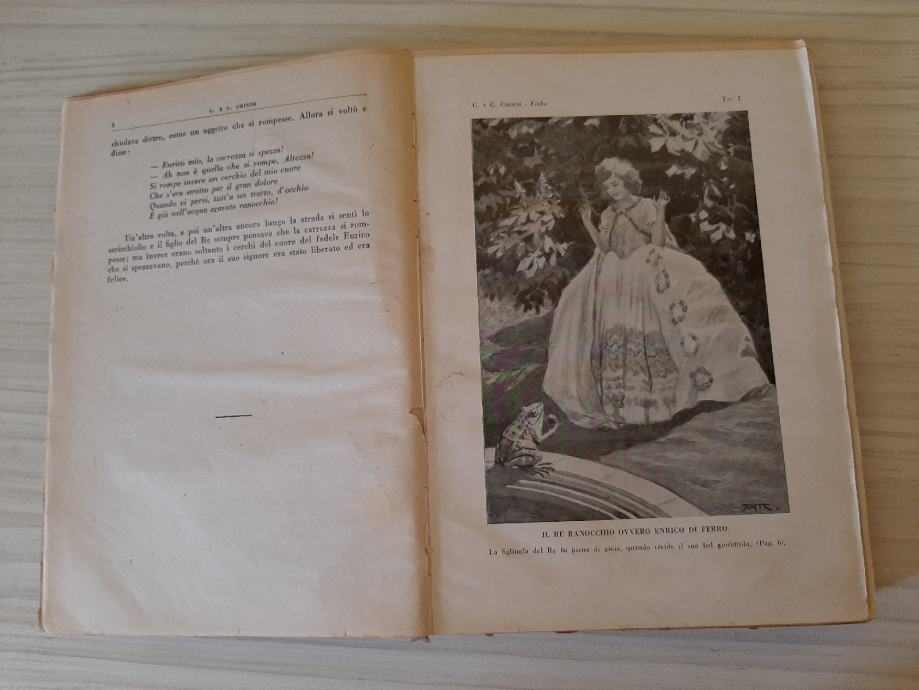 8
G. E G. GRIMM
chiolava dietro, come un oggetto che si rompesse. Allora si voltò e
disse:
— Enrico mio, la carrozza si spezza!
— Ah non è quella che si rompe, Altezza!
Si rompe invece un cerchio del mio cuore
Che s'era stretto per il gran dolore
Quando vi persi, tutt'a un tratto, d'occhio
E giù nell'acqua eravate ranocchio!
Un'altra volta, e poi un'altra ancora lungo la strada si sentì lo
scricchiolìo e il figlio del Re sempre pensava che la carrozza si rom-
pesse; ma invece erano soltanto i cerchi del cuore del fedele Enrico
che si spezzavano, perchè ora il suo signore era stato liberato ed era
felice.
G. e G. Grimm - Fiabe
Tav. I.
IL RE RANOCCHIO OVVERO ENRICO DI FERRO.
La figliuola del Re fu piena di gioia, quando rivide il suo bel giocattolo. (Pag. 6).